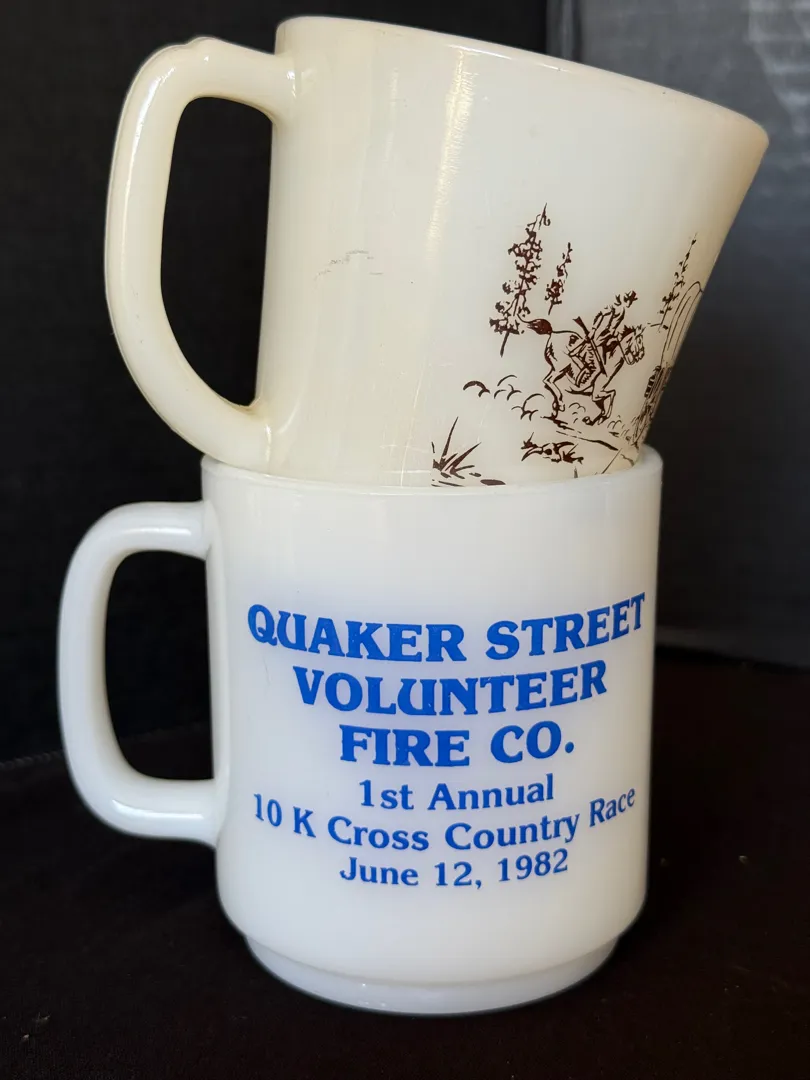 QUAKER STREET
VOLUNTEER
FIRE CO.
1st Annual
10 K Cross Country Race
June 12, 1982